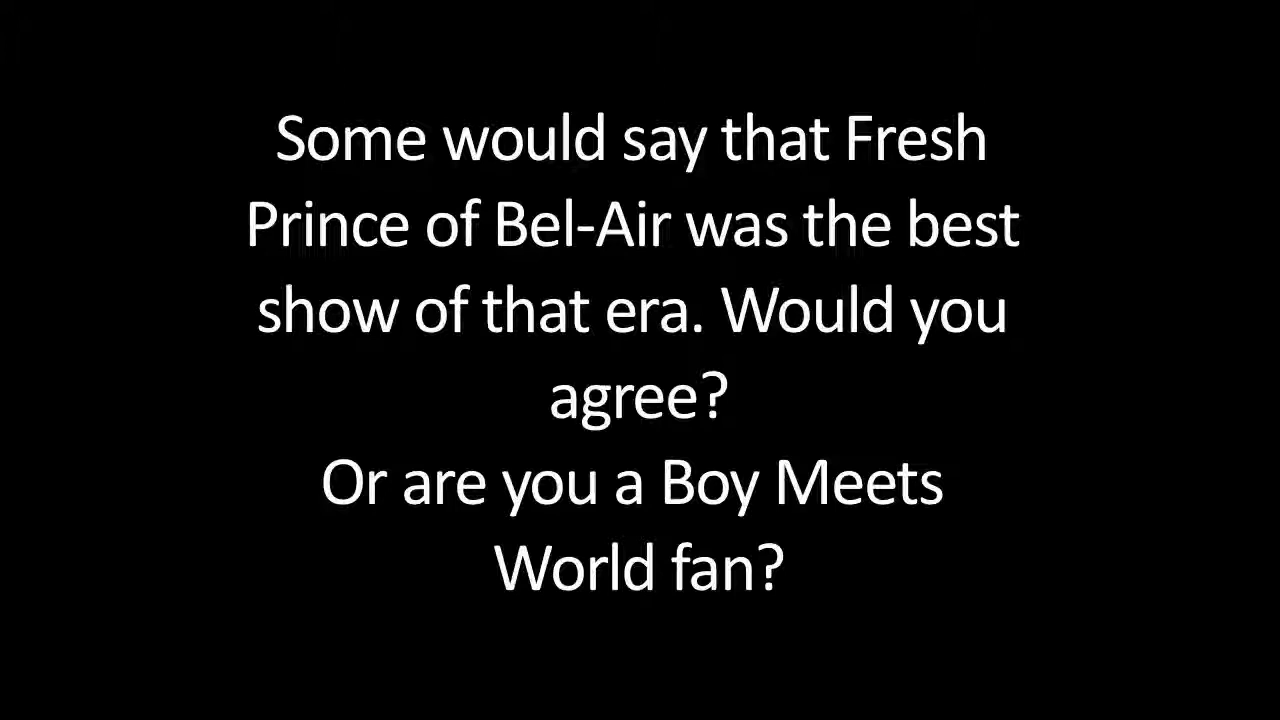 Some would say that Fresh
Prince of Bel-Air was the best
show of that era. Would you
agree?
Or are you a Boy Meets
World fan?